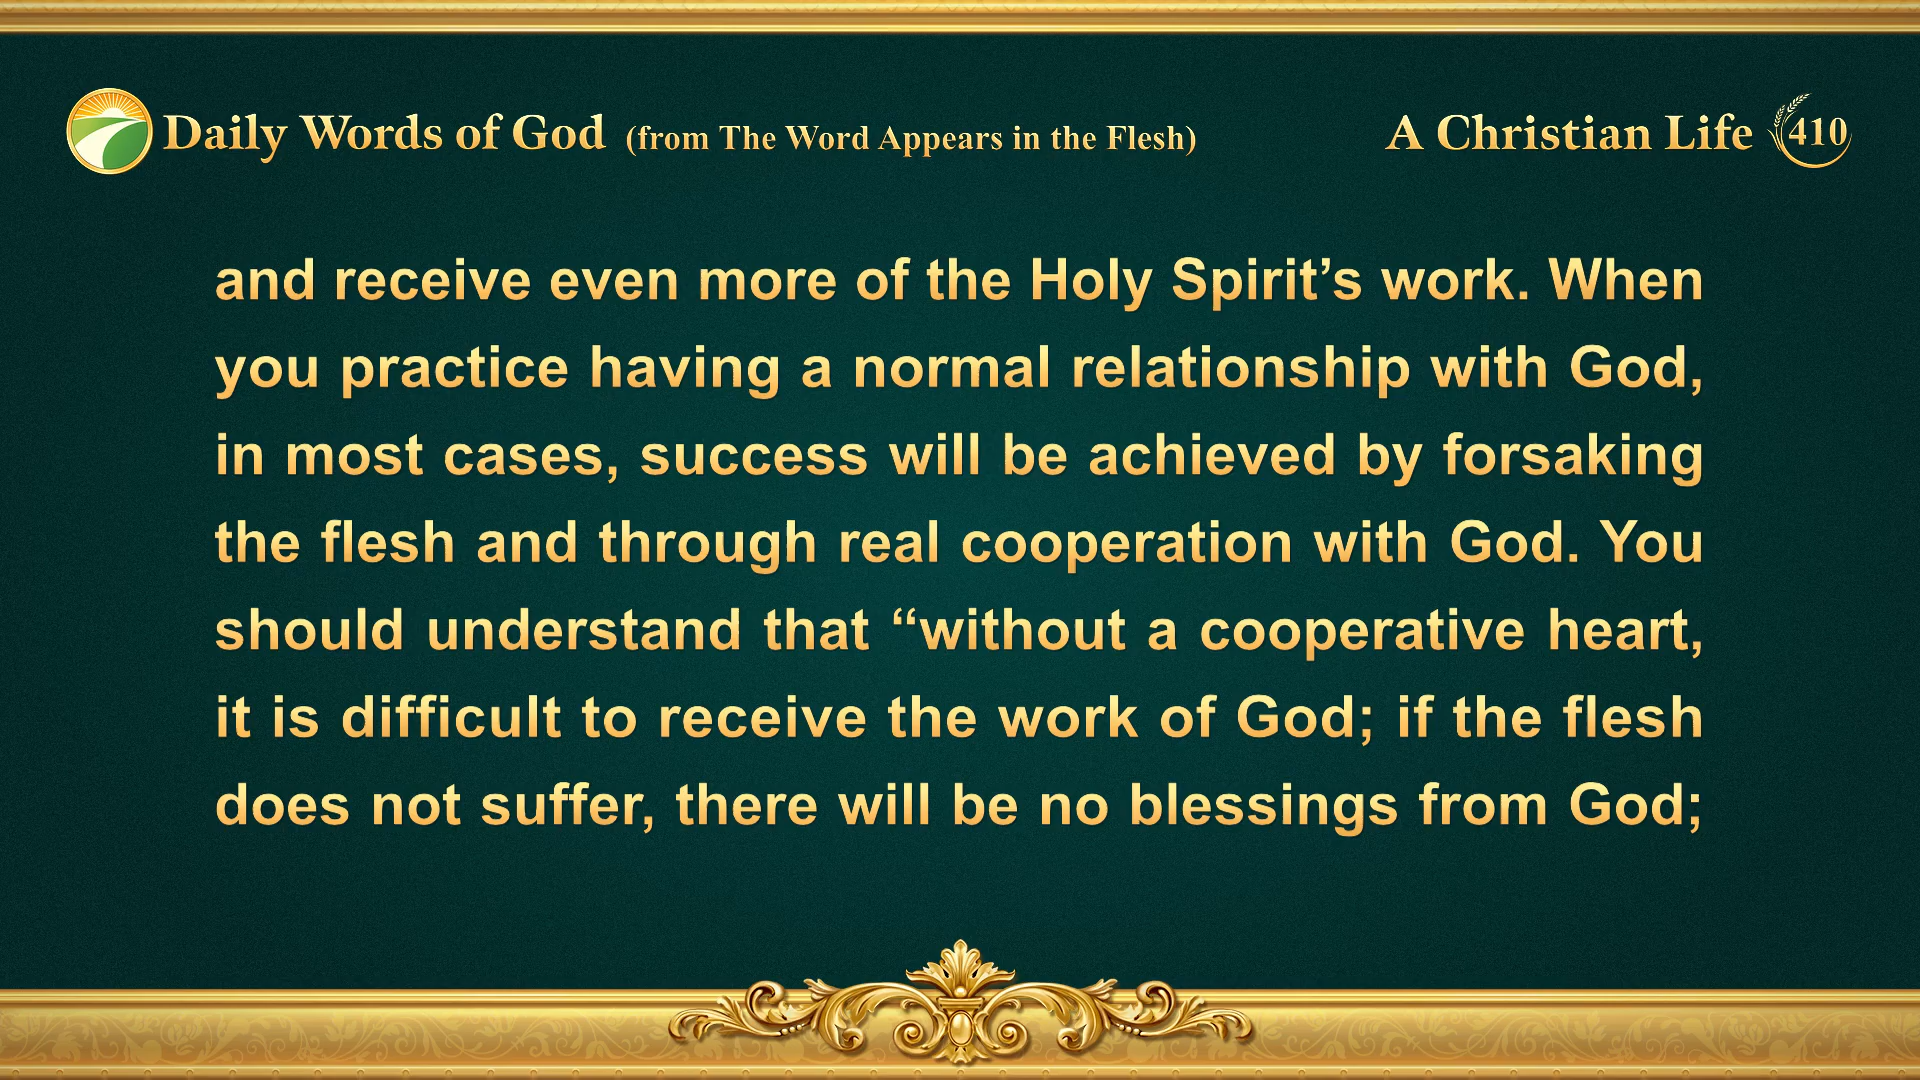 Daily Words of God (from The Word Appears in the Flesh)
A Christian Life 410
and receive even more of the Holy Spirit’s work. When
you practice having a normal relationship with God,
in most cases, success will be achieved by forsaking
the flesh and through real cooperation with God. You
should understand that “without a cooperative heart,
it is difficult to receive the work of God; if the flesh
does not suffer, there will be no blessings from God;